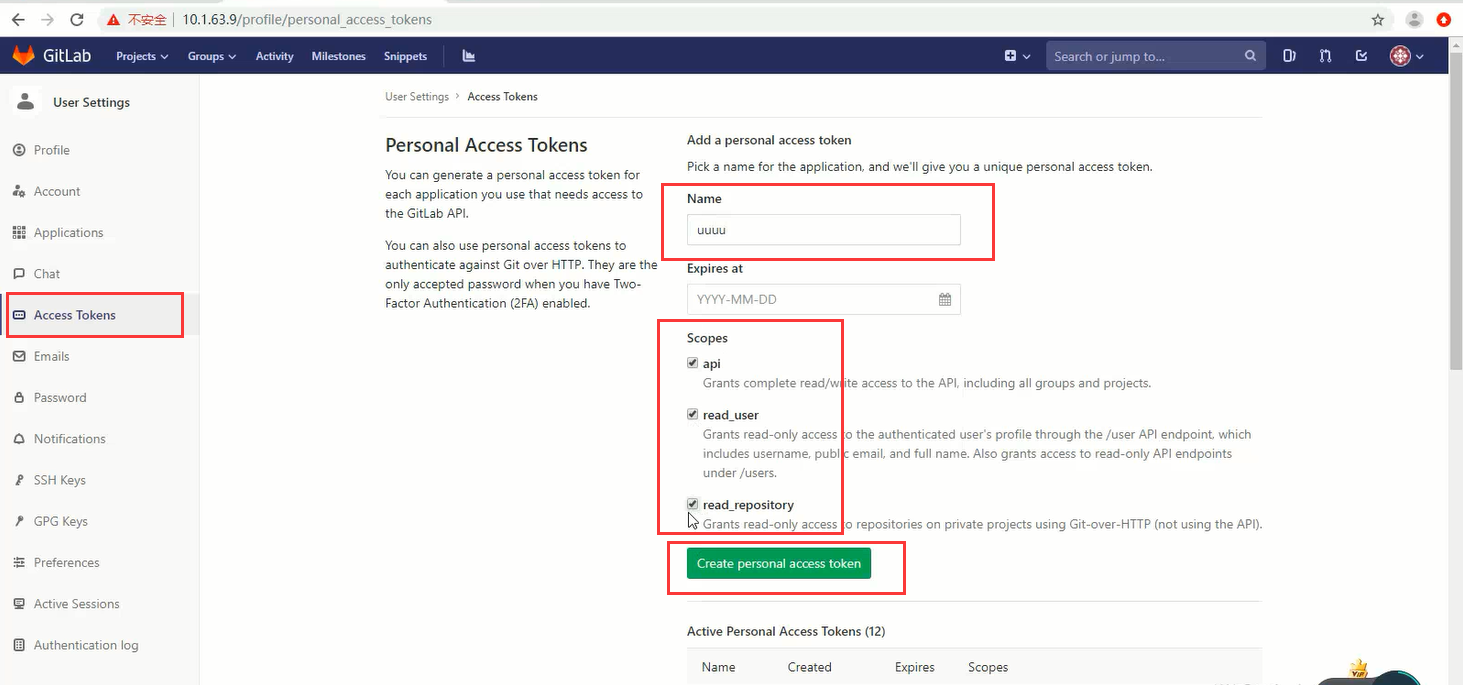 不安全 10.1.63.9/profile/personal_access_tokens
GitLab Projects Groups Activity Milestones Snippets Search or jump to...
User Settings
Profile
Account
Applications
Chat
Access Tokens
Emails
Password
Notifications
SSH Keys
GPG Keys
Preferences
Active Sessions
Authentication log
User Settings > Access Tokens
Personal Access Tokens
You can generate a personal access token for
each application you use that needs access to
the GitLab API.
You can also use personal access tokens to
authenticate against Git over HTTP. They are the
only accepted password when you have Two-
Factor Authentication (2FA) enabled.
Add a personal access token
Pick a name for the application, and we'll give you a unique personal access token.
Name
uuuu
Expires at
YYYY-MM-DD
Scopes
api
Grants complete read/write access to the API, including all groups and projects.
read_user
Grants read-only access to the authenticated user's profile through the /user API endpoint, which
includes username, public email, and full name. Also grants access to read-only API endpoints
under /users.
read_repository
Grants read-only access to repositories on private projects using Git-over-HTTP (not using the API).
Create personal access token
Active Personal Access Tokens (12)
Name Created Expires Scopes
VIP